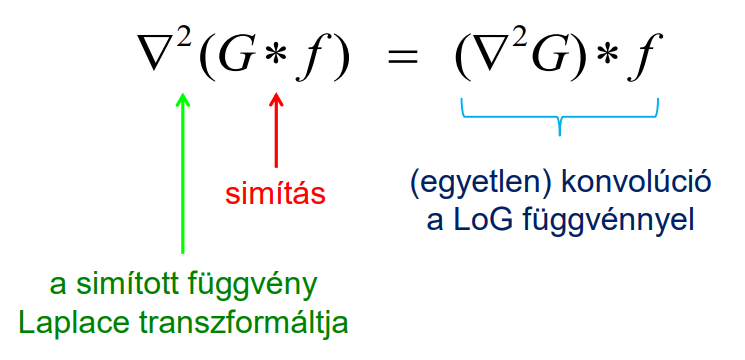 ∇²(G * f) = (∇²G) * f
simítás
(egyetlen) konvolúció
a LoG függvénnyel
a simított függvény
Laplace transzformáltja